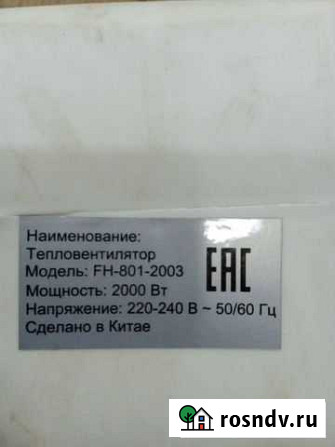 Наименование:
Тепловентилятор
Модель: FH-801-2003
Мощность: 2000 Вт
Напряжение: 220-240 В ~ 50/60 Гц
Сделано в Китае
EAC
rosndv.ru